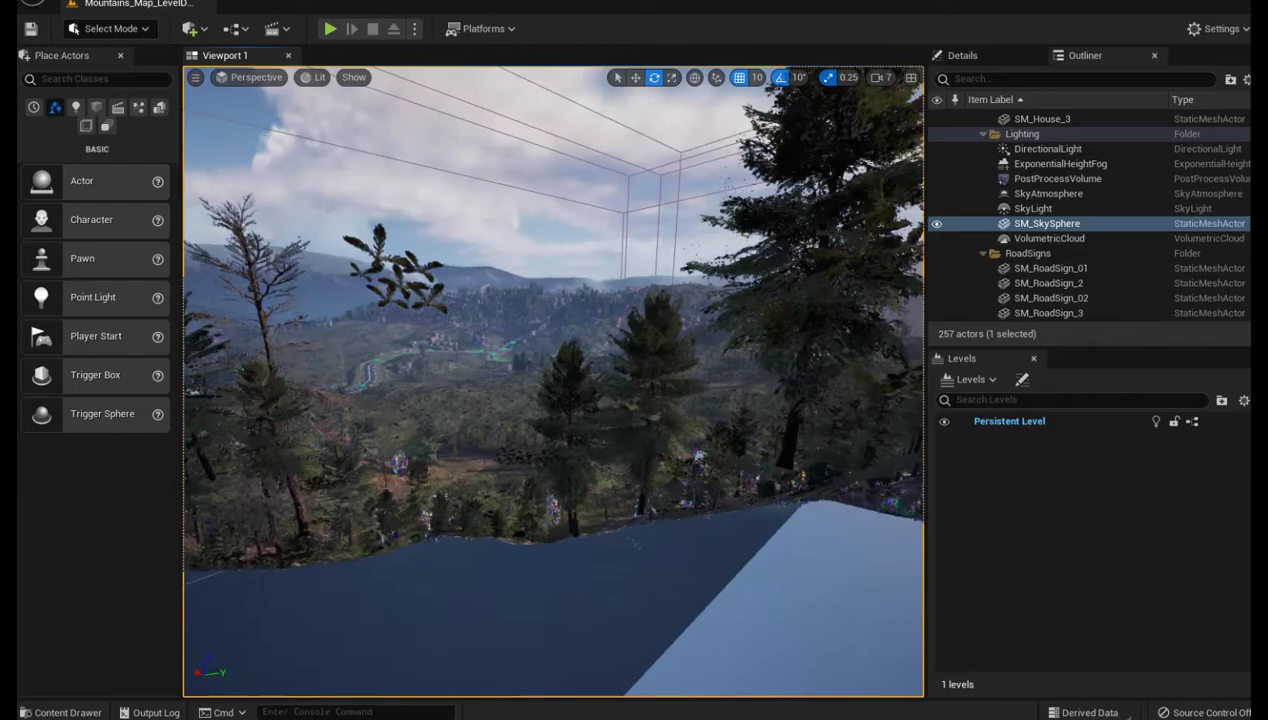 Mountains_Map_LevelD...
Select Mode
Platforms
Settings
Place Actors
Viewport 1
Details
Outliner
Search Classes
Perspective
Lit
Show
10
10°
0.25
7
Search...
Item Label
Type
SM_House_3
StaticMeshActor
Lighting
Folder
DirectionalLight
DirectionalLight
ExponentialHeightFog
ExponentialHeight
PostProcessVolume
PostProcessVolu
SkyAtmosphere
SkyAtmosphere
SkyLight
SkyLight
SM_SkySphere
StaticMeshActor
VolumetricCloud
VolumetricCloud
RoadSigns
Folder
SM_RoadSign_01
StaticMeshActor
SM_RoadSign_2
StaticMeshActor
SM_RoadSign_02
StaticMeshActor
SM_RoadSign_3
StaticMeshActor
257 actors (1 selected)
BASIC
Actor
Character
Pawn
Point Light
Player Start
Trigger Box
Trigger Sphere
Levels
Levels
Search Levels
Persistent Level
1 levels
Y
Content Drawer
Output Log
Cmd
Enter Console Command
Derived Data
Source Control Off